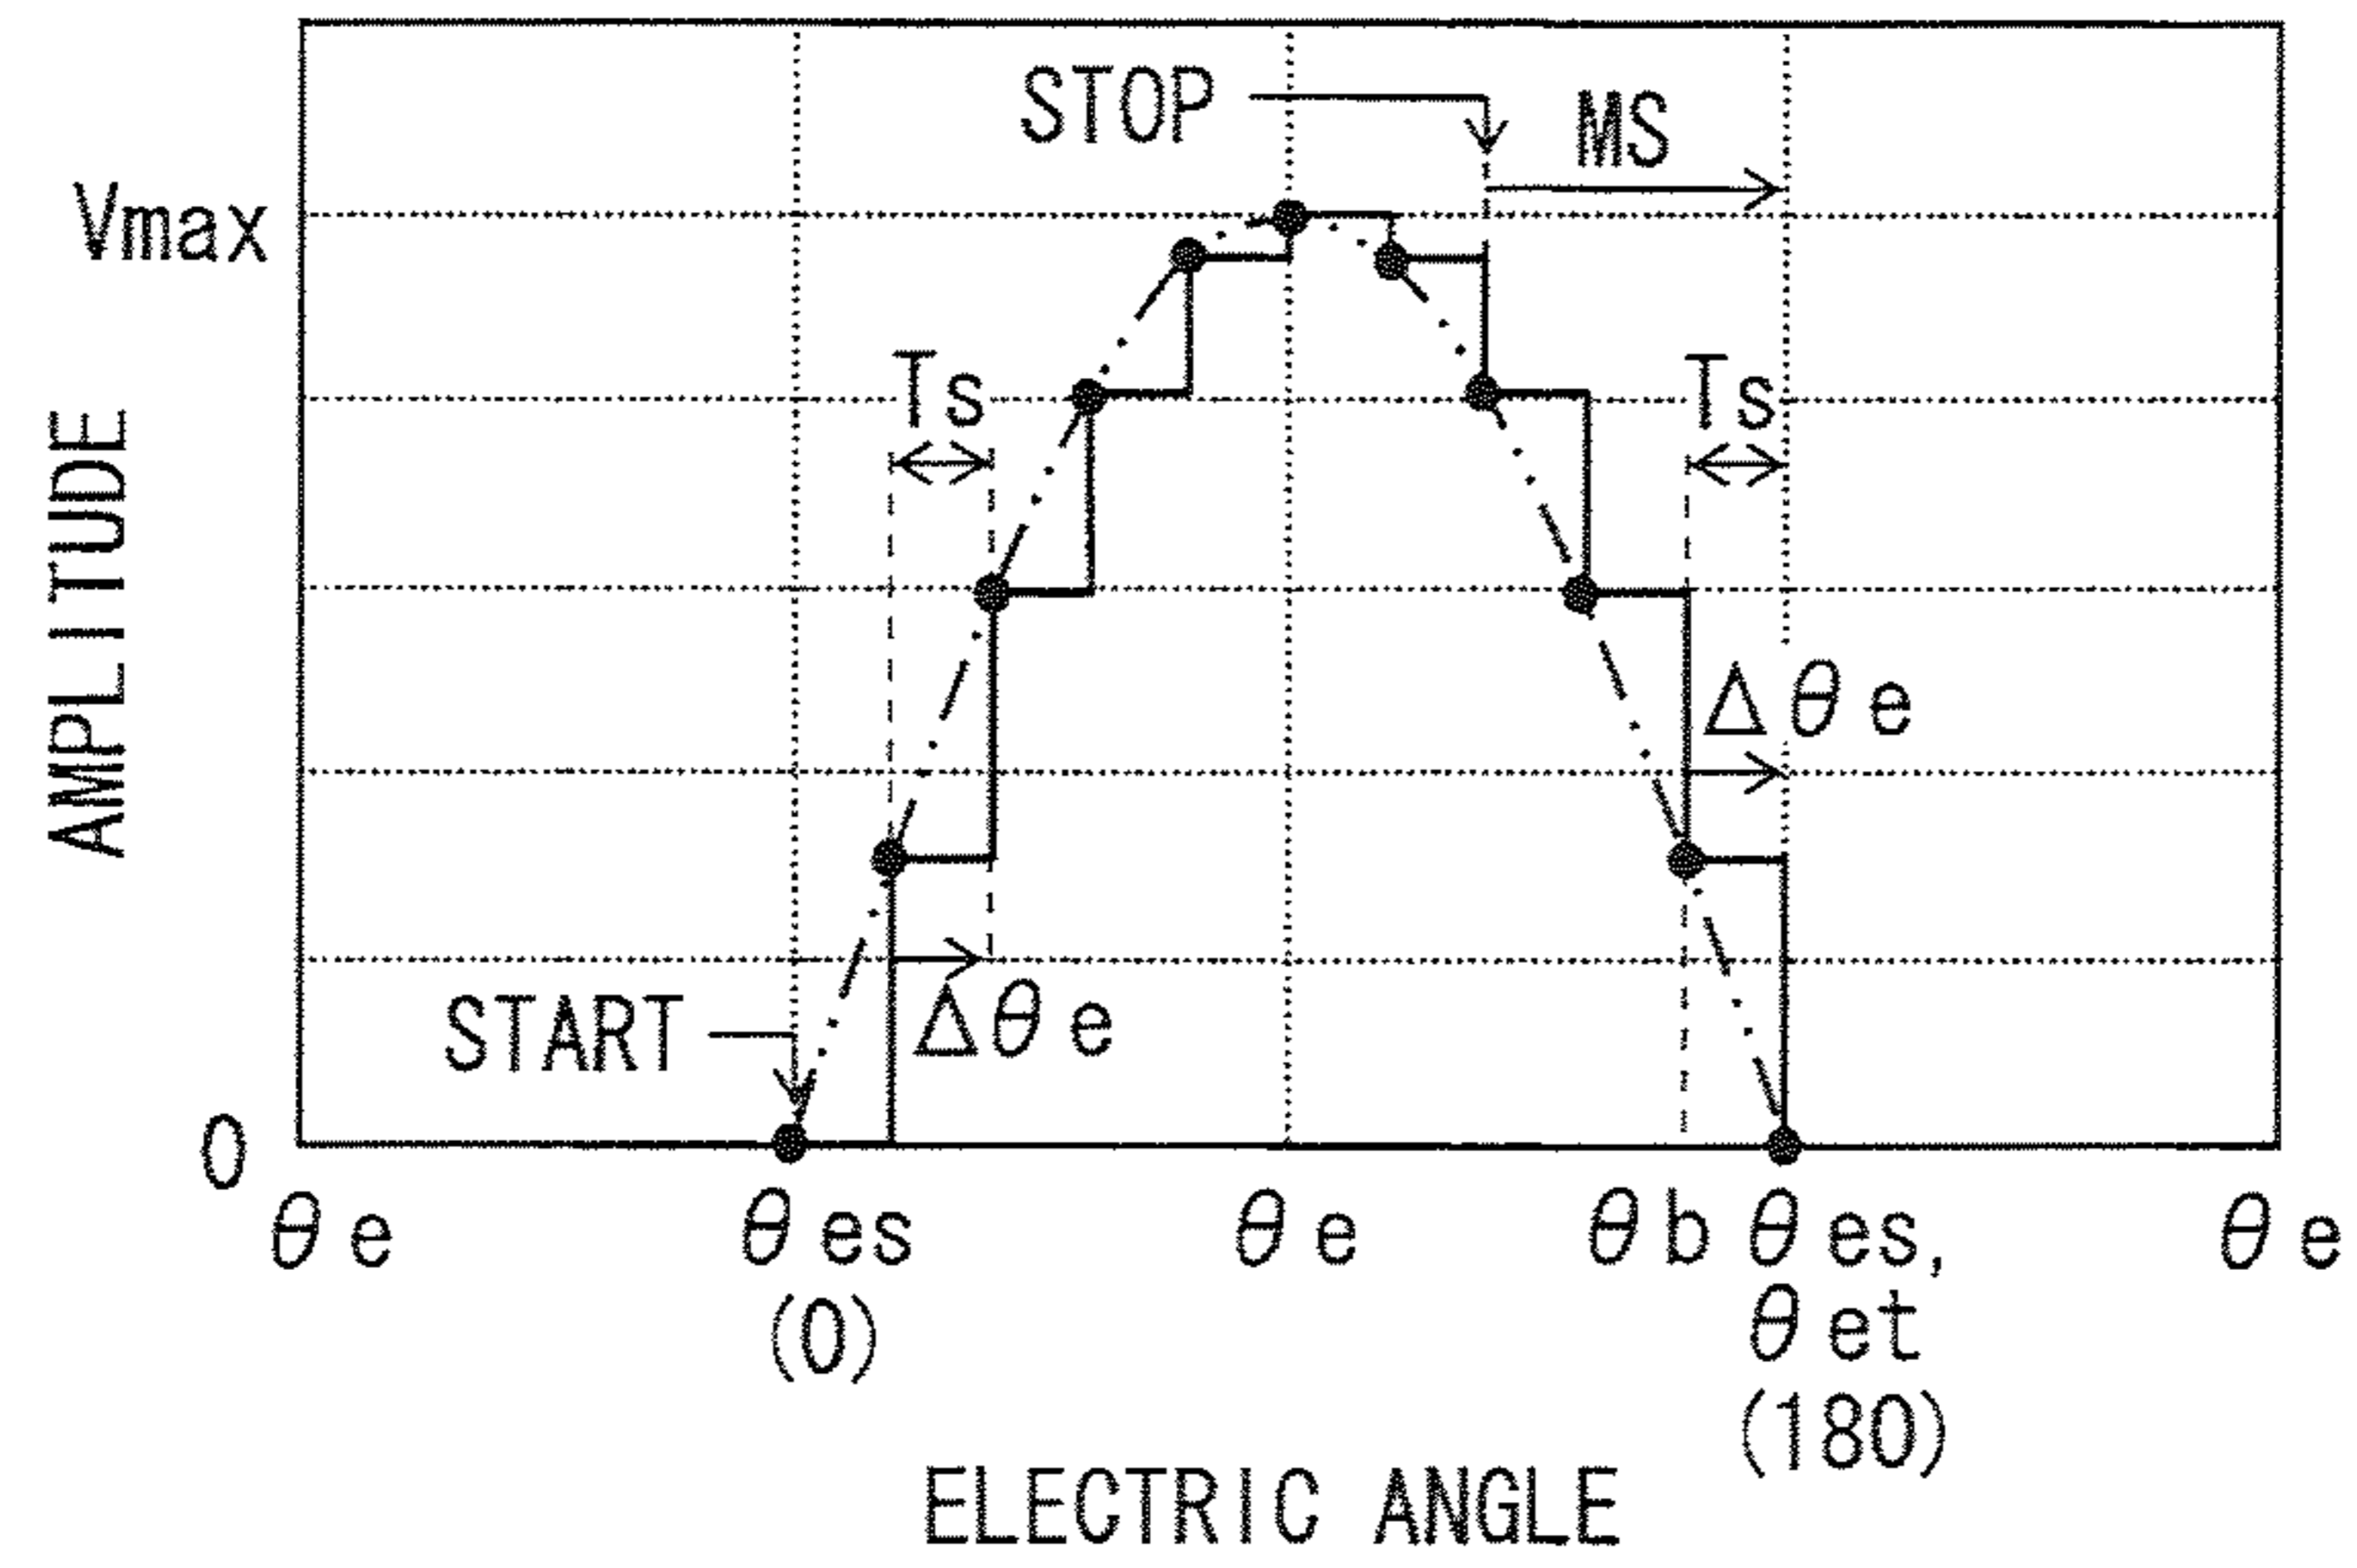 STOP
MS
Vmax
Ts
Ts
AMPLITUDE
Δθe
START
Δθe
0
θe
θes
(0)
θe
θb
θes,
θet
(180)
θe
ELECTRIC ANGLE